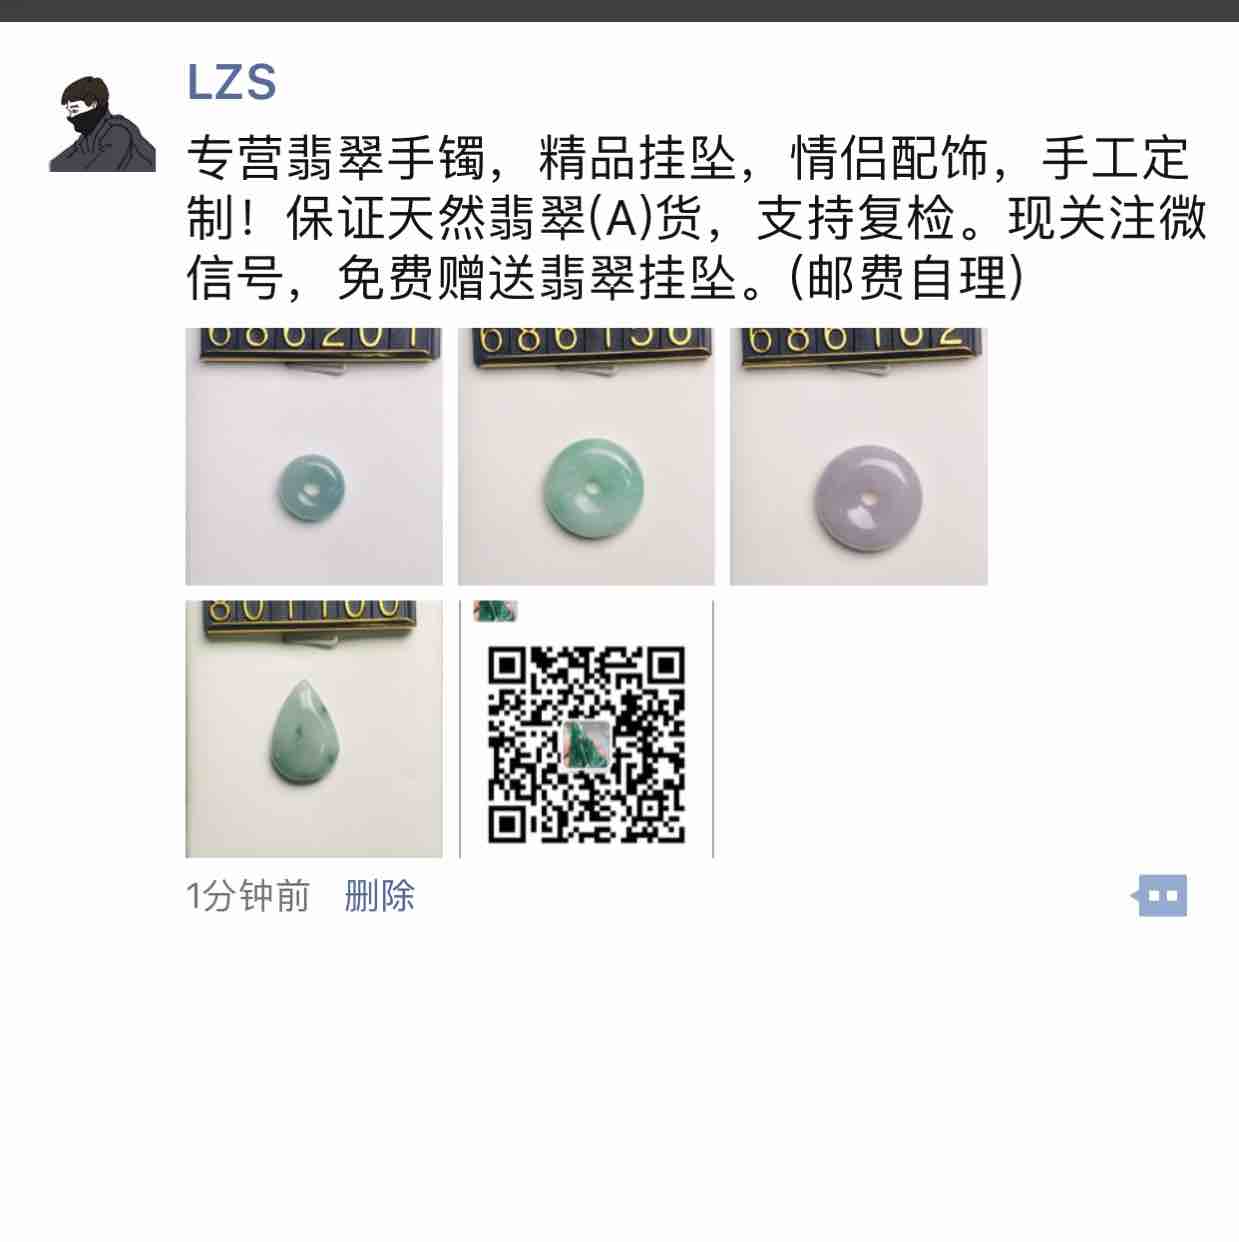 LZS
专营翡翠手镯，精品挂坠，情侣配饰，手工定
制！保证天然翡翠(A)货，支持复检。现关注微
信号，免费赠送翡翠挂坠。(邮费自理)
686201
686150
686162
801100
1分钟前 删除